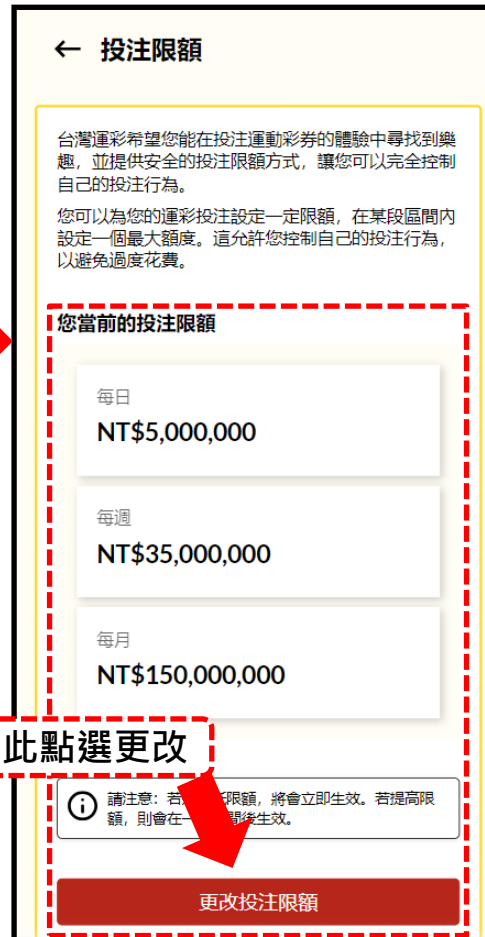 ← 投注限額
台灣運彩希望您能在投注運動彩券的體驗中尋找到樂
趣，並提供安全的投注限額方式，讓您可以完全控制
自己的投注行為。
您可以為您的運彩投注設定一定限額，在某段區間內
設定一個最大額度。這允許您控制自己的投注行為，
以避免過度花費。
您當前的投注限額
每日
NT$5,000,000
每週
NT$35,000,000
每月
NT$150,000,000
此點選更改
請注意：若 限額，將會立即生效。若提高限
額，則會在一 後生效。
更改投注限額